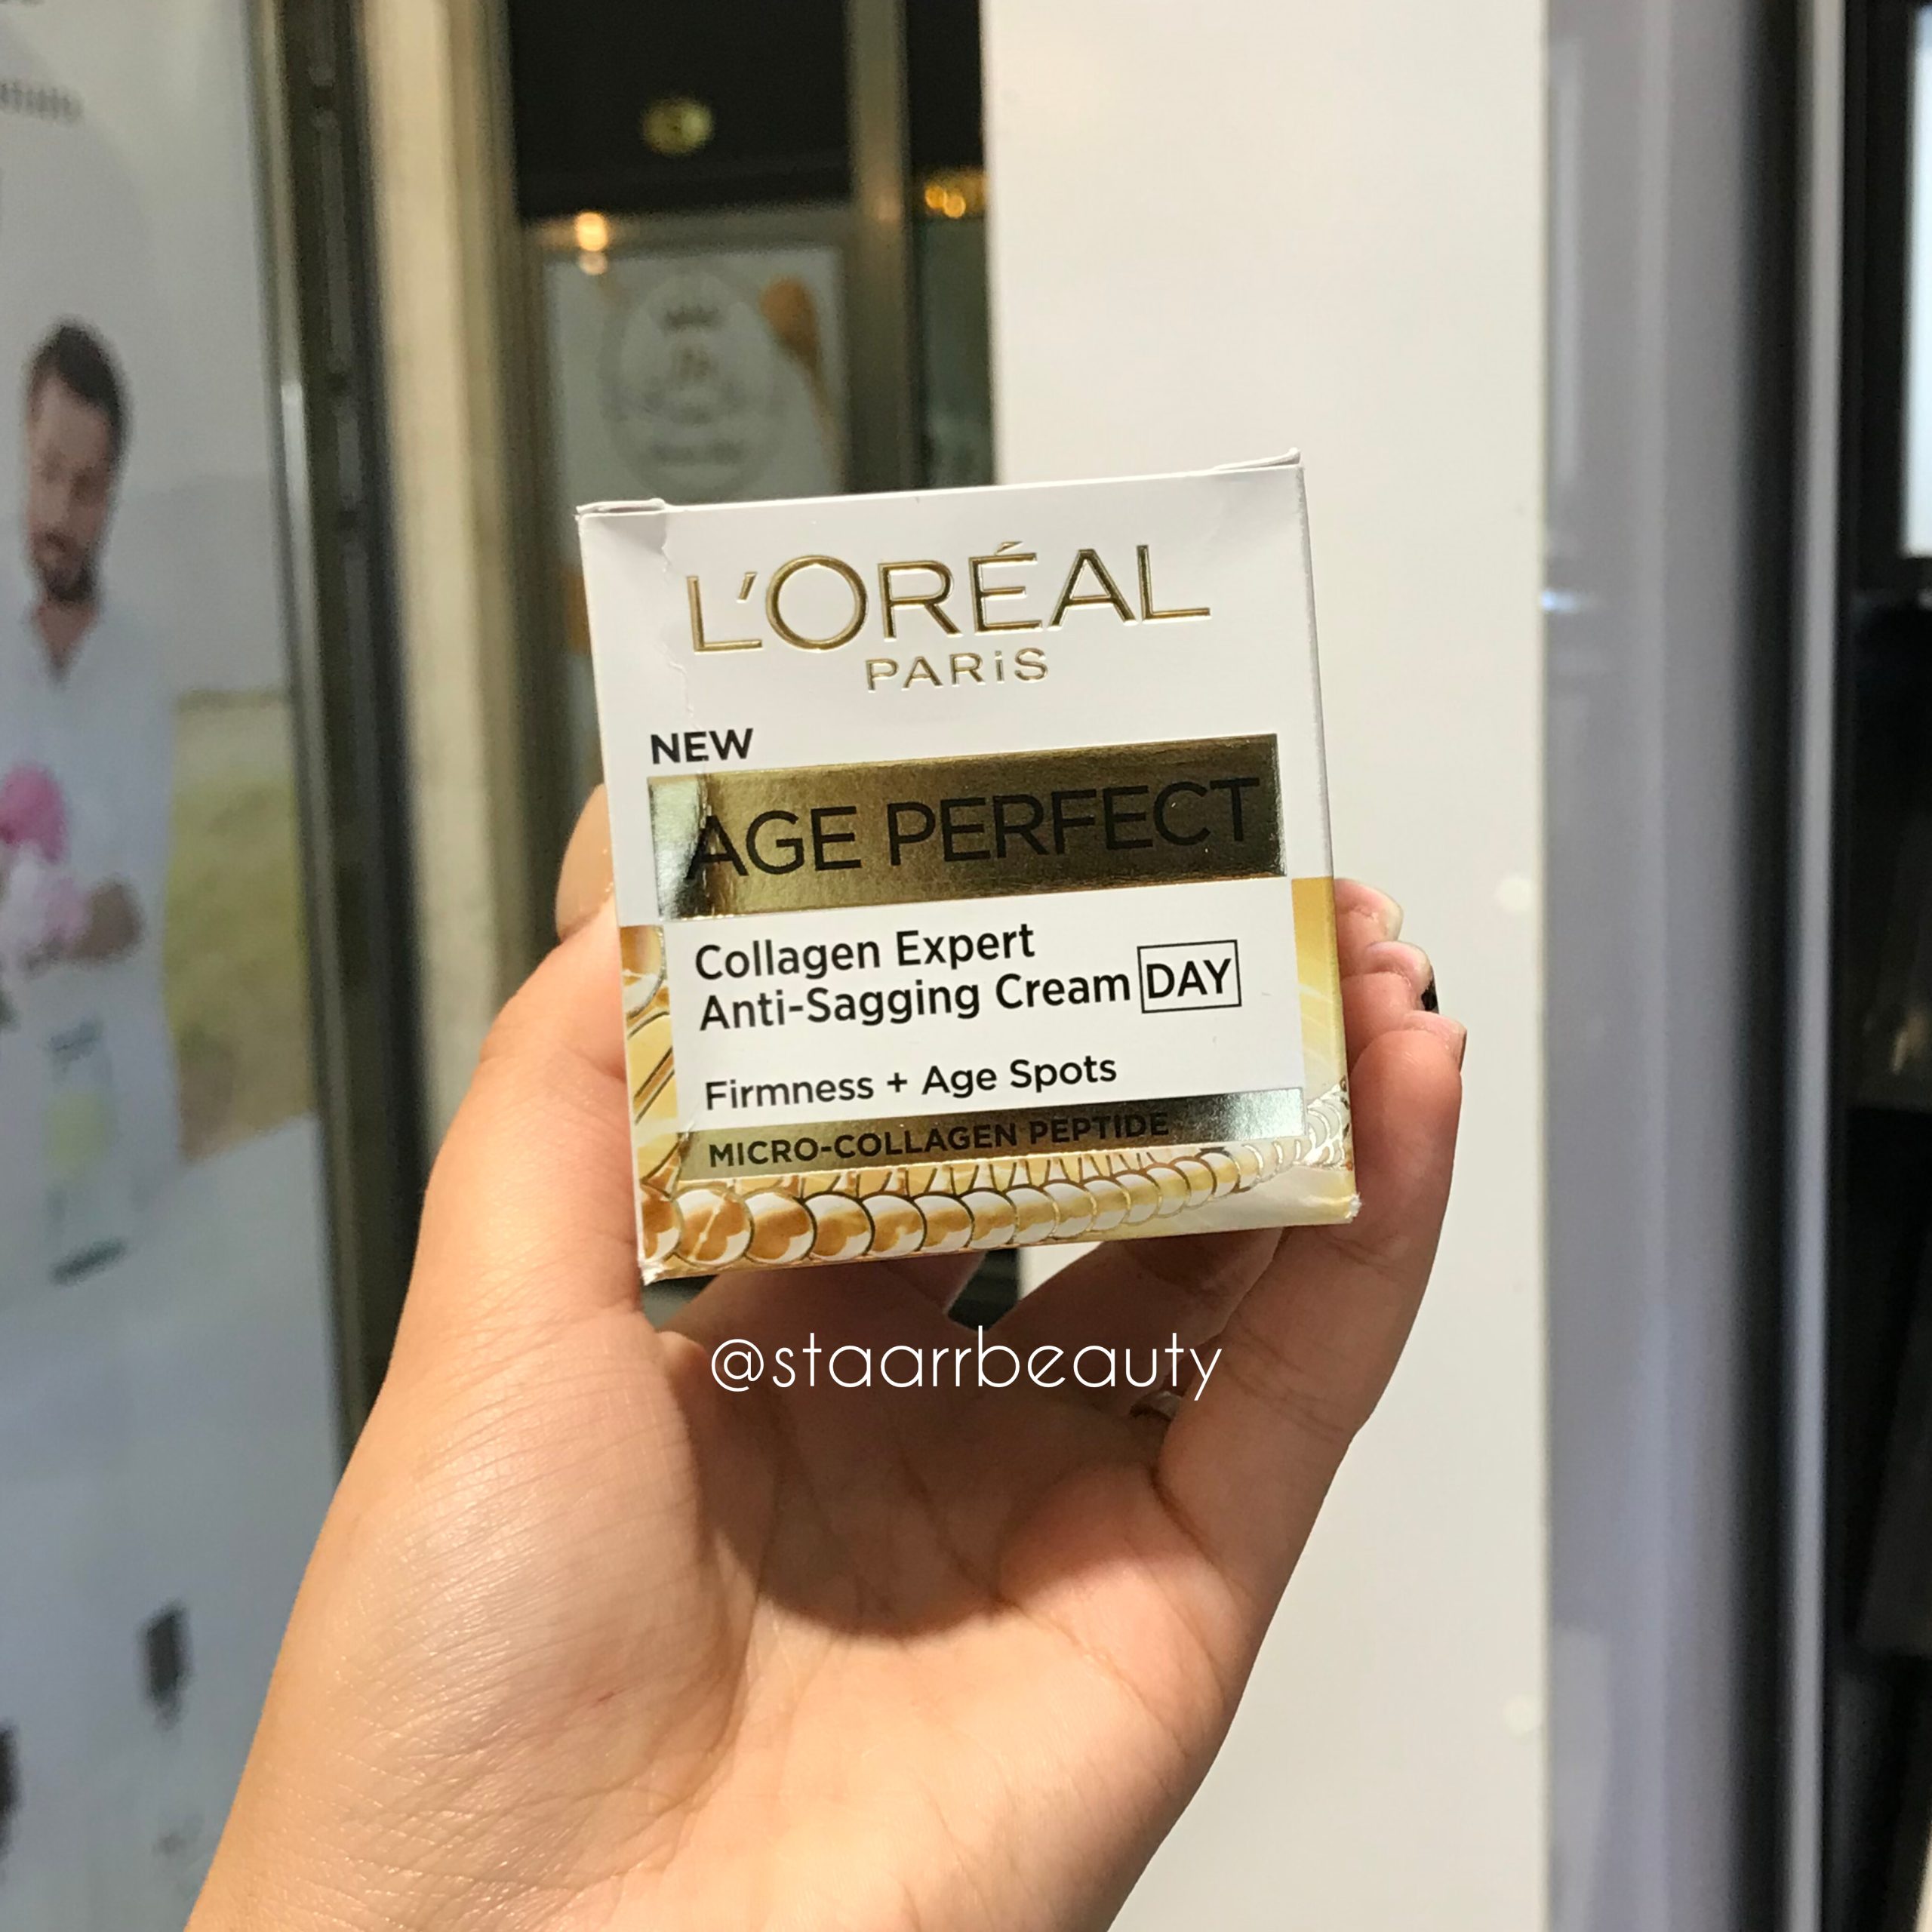 L'ORÉAL
PARiS
NEW
AGE PERFECT
Collagen Expert
Anti-Sagging Cream DAY
Firmness + Age Spots
MICRO-COLLAGEN PEPTIDE
@staarrbeauty